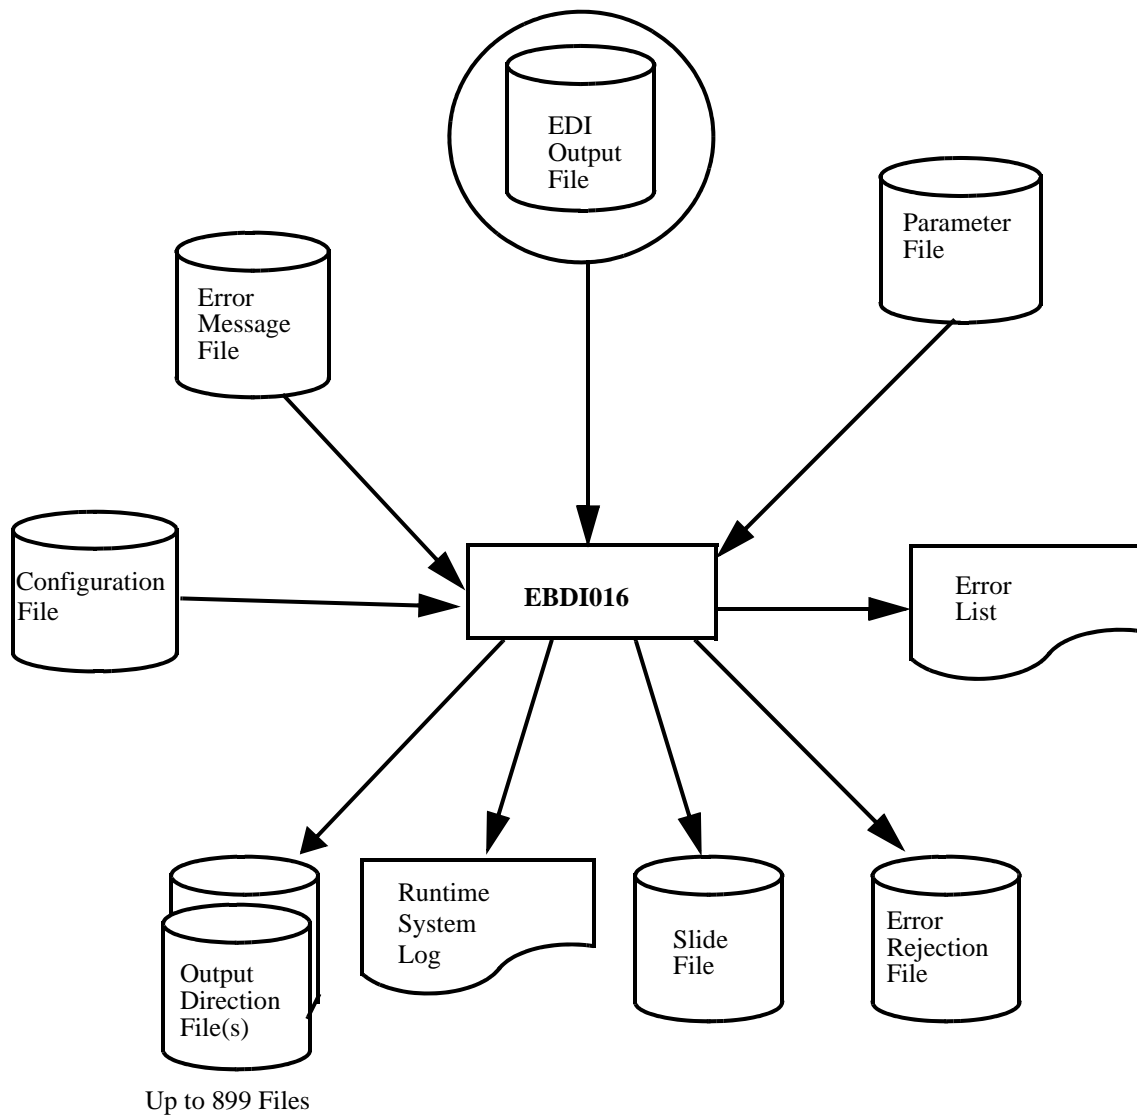 EDI
Output
File
Parameter
File
Error
Message
File
Configuration
File
EBDI016
Error
List
Runtime
System
Log
Slide
File
Error
Rejection
File
Output
Direction
File(s)
Up to 899 Files